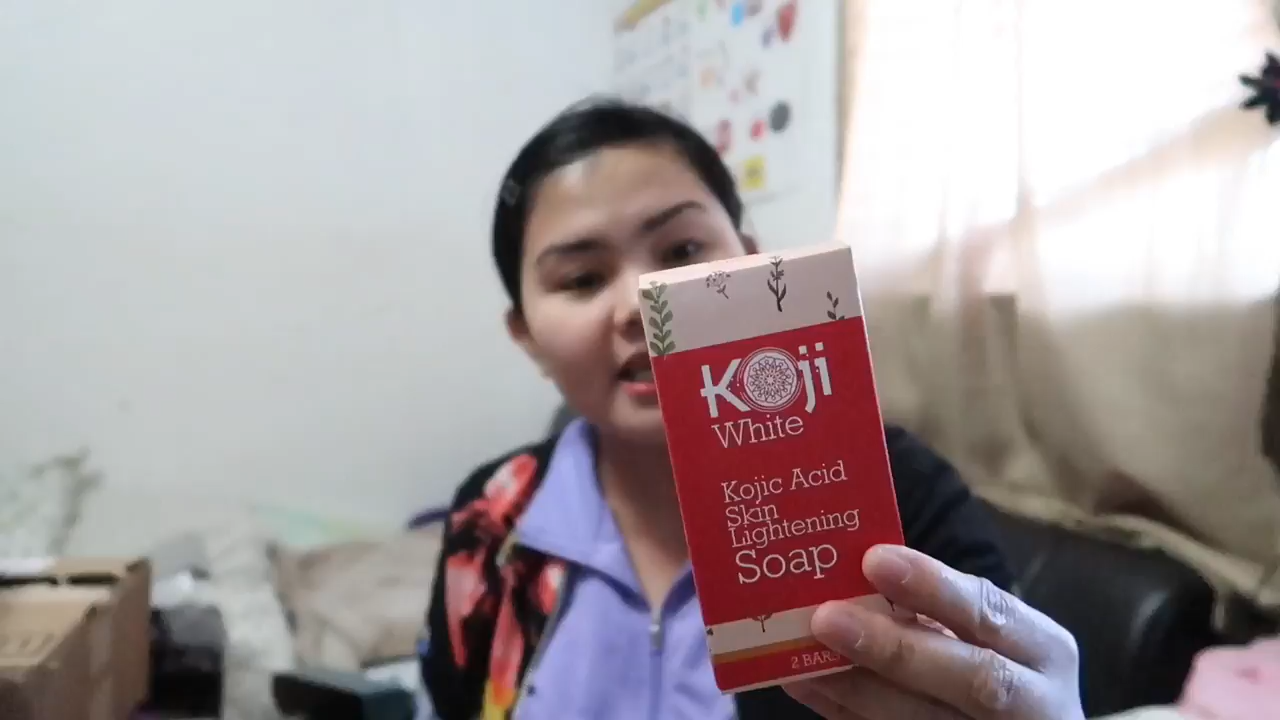 Koji
White
Kojic Acid
Skin
Lightening
Soap
2 BARS